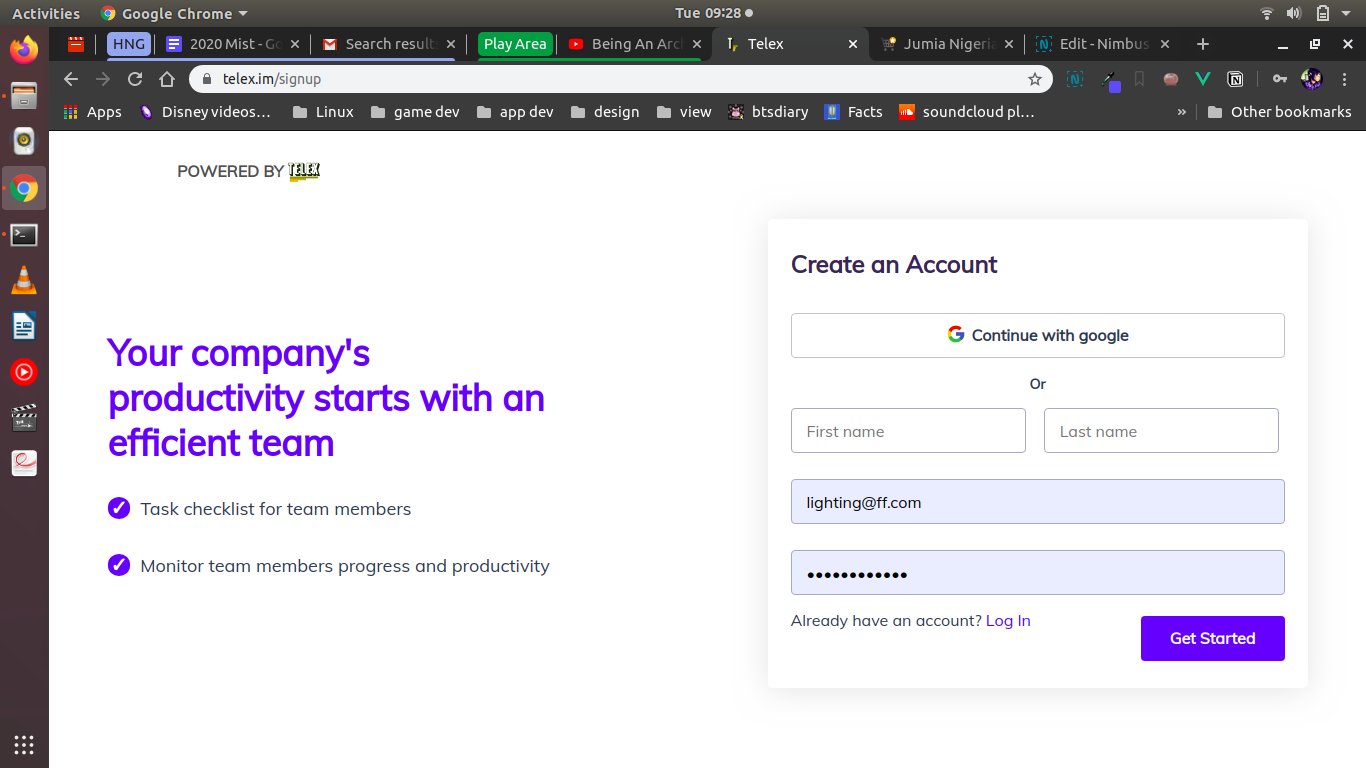 Activities
Google Chrome
Tue 09:28
HNG
2020 Mist - Go
Search results
Play Area
Being An Arc
Telex
Jumia Nigeria
Edit - Nimbus
telex.im/signup
Apps
Disney videos...
Linux
game dev
app dev
design
view
btsdiary
Facts
soundcloud pl...
»
Other bookmarks
POWERED BY TELEX
Your company's
productivity starts with an
efficient team
Task checklist for team members
Monitor team members progress and productivity
Create an Account
Continue with google
Or
First name
Last name
lighting@ff.com
••••••••••••
Already have an account? Log In
Get Started